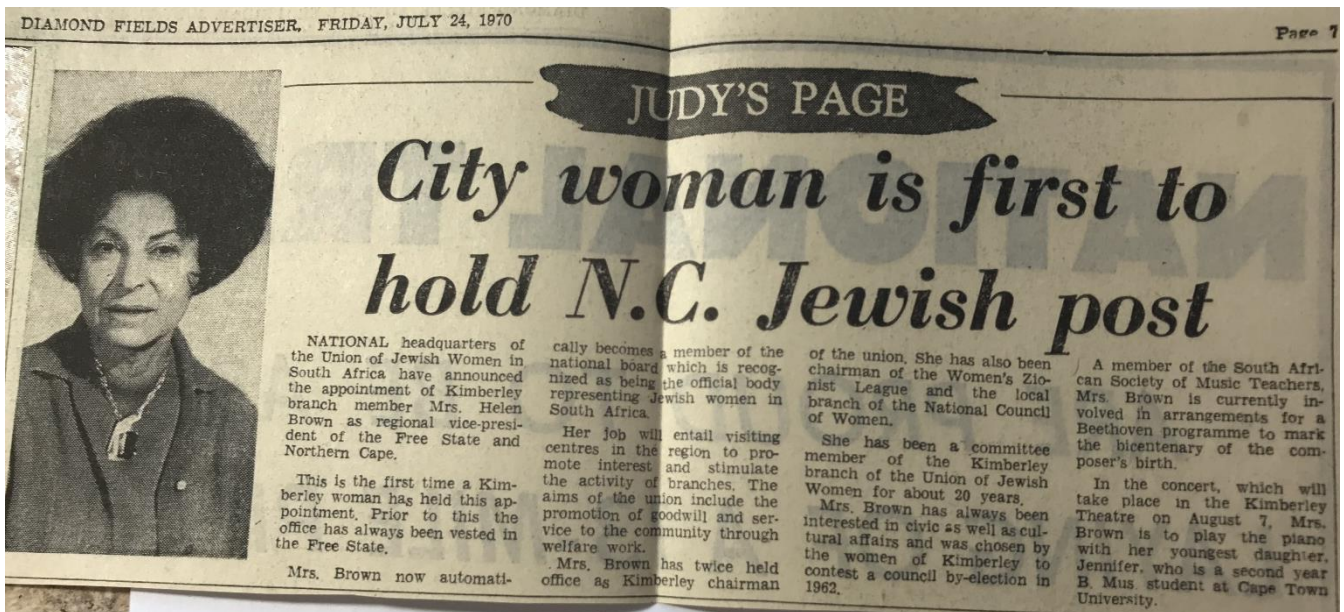 DIAMOND FIELDS ADVERTISER, FRIDAY, JULY 24, 1970
Page 7
JUDY'S PAGE
City woman is first to
hold N.C. Jewish post
NATIONAL headquarters of
the Union of Jewish Women in
South Africa have announced
the appointment of Kimberley
branch member Mrs. Helen
Brown as regional vice-presi-
dent of the Free State and
Northern Cape.
This is the first time a Kim-
berley woman has held this ap-
pointment. Prior to this the
office has always been vested in
the Free State.
Mrs. Brown now automati-
cally becomes a member of the
national board which is recog-
nized as being the official body
representing Jewish women in
South Africa.
Her job will entail visiting
centres in the region to pro-
mote interest and stimulate
the activity of branches. The
aims of the union include the
promotion of goodwill and ser-
vice to the community through
welfare work.
Mrs. Brown has twice held
office as Kimberley chairman
of the union. She has also been
chairman of the Women's Zio-
nist League and the local
branch of the National Council
of Women.
She has been a committee
member of the Kimberley
branch of the Union of Jewish
Women for about 20 years.
Mrs. Brown has always been
interested in civic as well as cul-
tural affairs and was chosen by
the women of Kimberley to
contest a council by-election in
1962.
A member of the South Afri-
can Society of Music Teachers,
Mrs. Brown is currently in-
volved in arrangements for a
Beethoven programme to mark
the bicentenary of the com-
poser's birth.
In the concert, which will
take place in the Kimberley
Theatre on August 7, Mrs.
Brown is to play the piano
with her youngest daughter,
Jennifer, who is a second year
B. Mus. student at Cape Town
University.